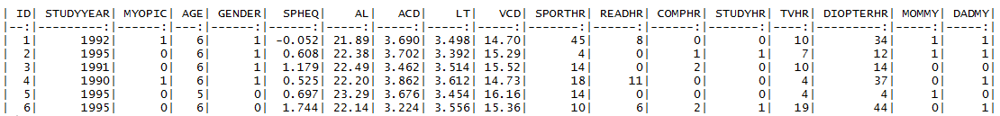 | ID| STUDYYEAR| MYOPIC| AGE| GENDER| SPHEQ| AL| ACD| LT| VCD| SPORTHR| READHR| COMPHR| STUDYHR| TVHR| DIOPTERHR| MOMMY| DADMY|
|--:|---------:|------:|---:|------:|------:|-----:|-----:|-----:|-----:|-------:|------:|------:|-------:|----:|---------:|-----:|-----:|
| 1| 1992| 1| 6| 1| -0.052| 21.89| 3.690| 3.498| 14.70| 45| 8| 0| 0| 10| 34| 1| 1|
| 2| 1995| 0| 6| 1| 0.608| 22.38| 3.702| 3.392| 15.29| 4| 0| 1| 1| 7| 12| 1| 1|
| 3| 1991| 0| 6| 1| 1.179| 22.49| 3.462| 3.514| 15.52| 14| 0| 2| 0| 10| 14| 0| 0|
| 4| 1990| 1| 6| 1| 0.525| 22.20| 3.862| 3.612| 14.73| 18| 11| 0| 0| 4| 37| 0| 1|
| 5| 1995| 0| 5| 0| 0.697| 23.29| 3.676| 3.454| 16.16| 14| 0| 0| 0| 4| 4| 1| 0|
| 6| 1995| 0| 6| 0| 1.744| 22.14| 3.224| 3.556| 15.36| 10| 6| 2| 1| 19| 44| 0| 1|